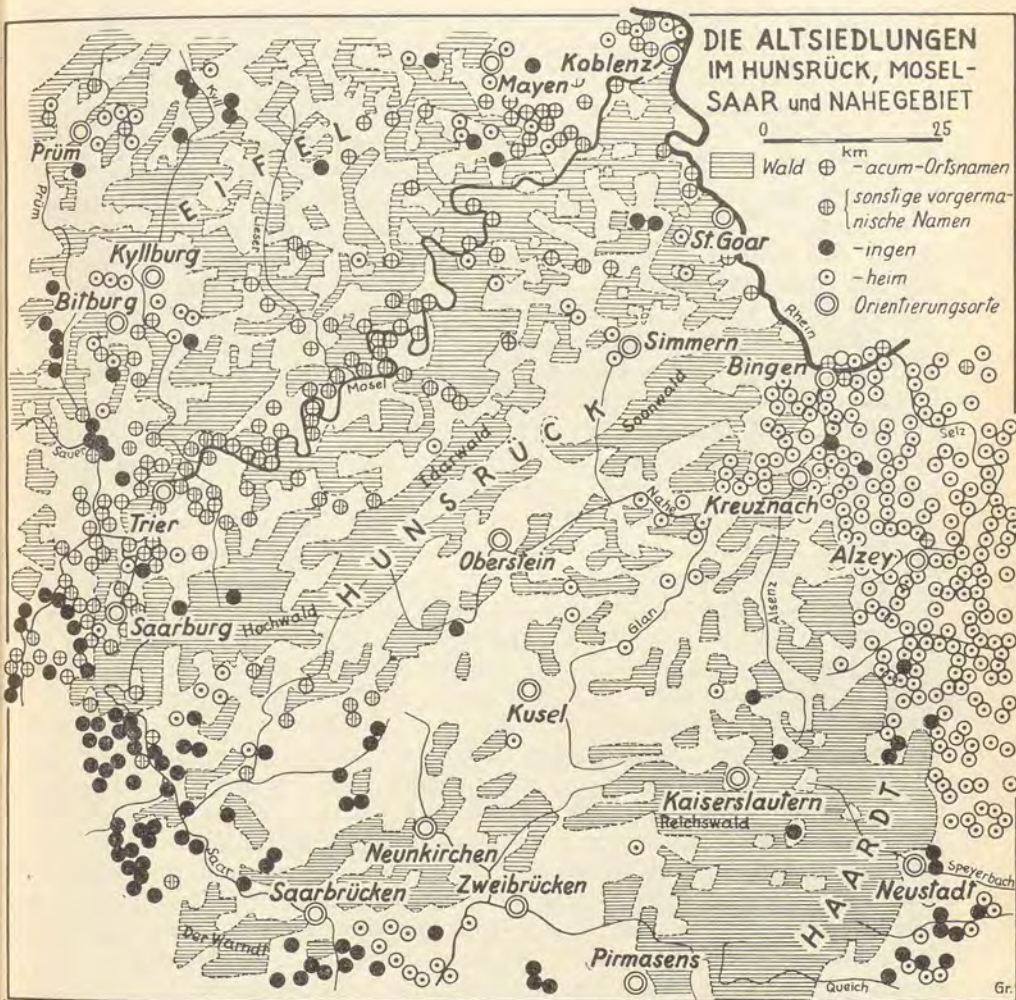 DIE ALTSIEDLUNGEN
IM HUNSRÜCK, MOSEL-
SAAR und NAHEGEBIET
0 25
km
Wald
-acum-Ortsnamen
sonstige vorgerma-
nische Namen
-ingen
-heim
Orientierungsorte
Koblenz
Mayen
Prüm
Kyll
EIFEL
Prüm
Lieser
St. Goar
Kyllburg
Bitburg
Rhein
Simmern
Bingen
Mosel
Soonwald
Selz
Sauer
Idarwald
HUNSRÜCK
Nahe
Kreuznach
Trier
Oberstein
Alzey
Saarburg
Hochwald
Glan
Alsenz
Kusel
Kaiserslautern
Reichswald
HAARDT
Neunkirchen
Saar
Saarbrücken
Zweibrücken
Neustadt
Speyerbach
Der Warndt
Pirmasens
Queich
Gr.